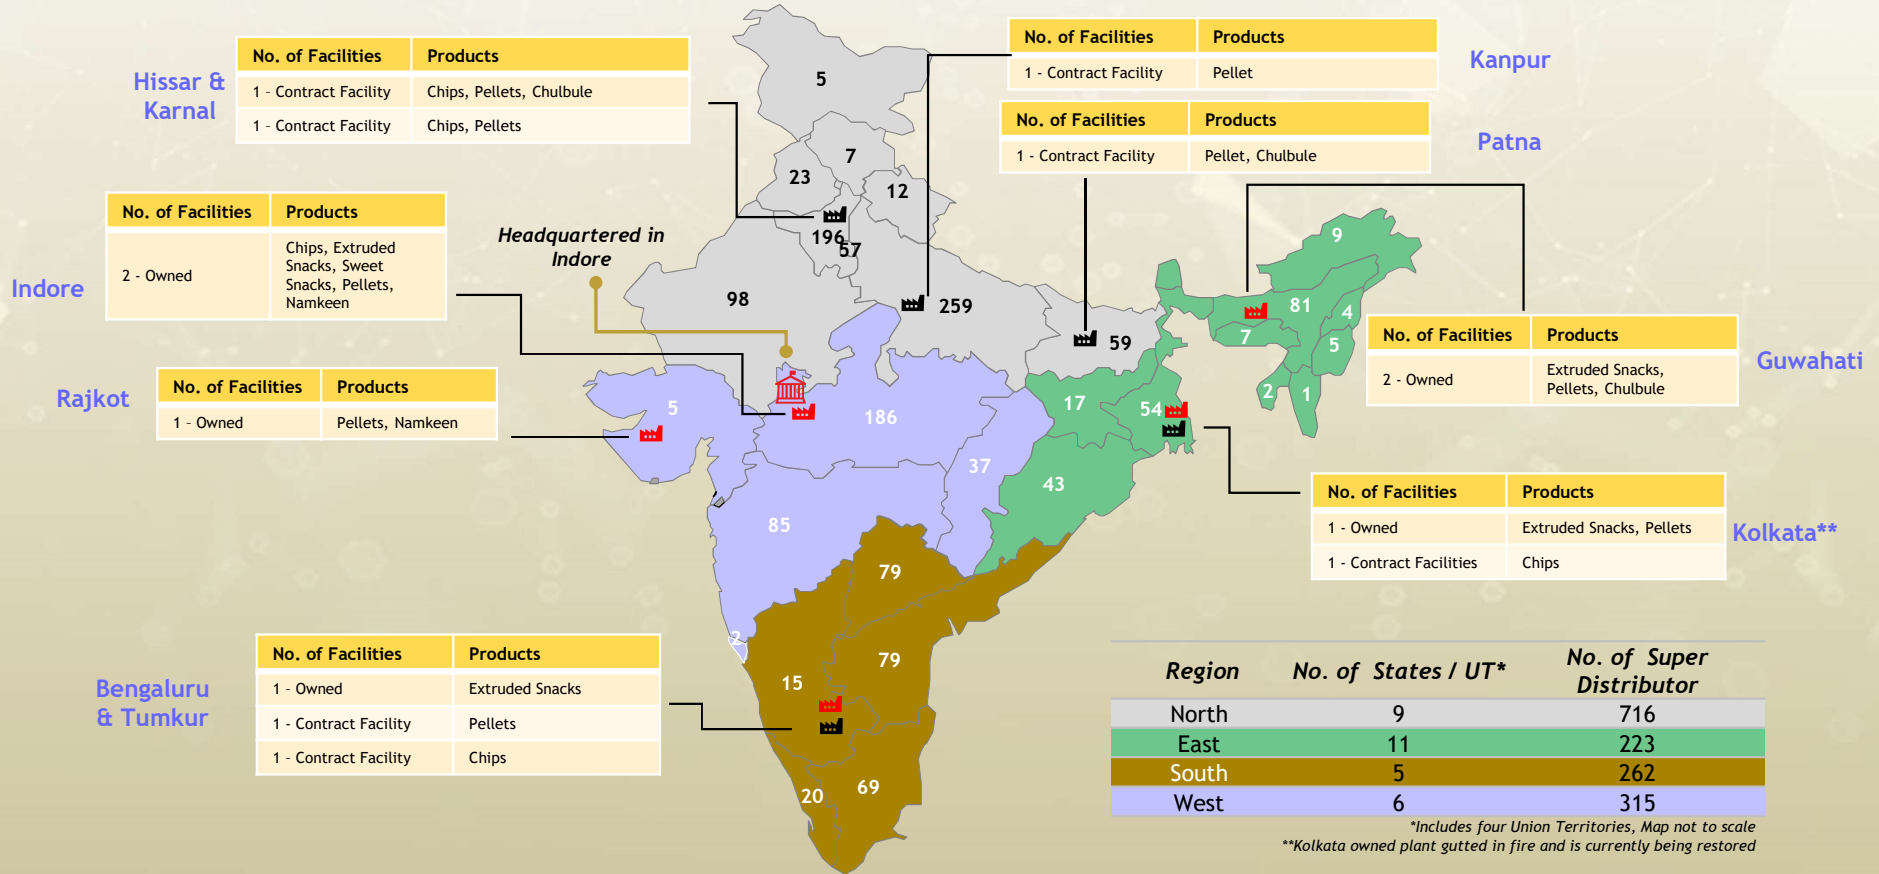 Hissar &
Karnal
No. of Facilities Products
1 - Contract Facility Chips, Pellets, Chulbule
1 - Contract Facility Chips, Pellets
No. of Facilities Products
1 - Contract Facility Pellet
Kanpur
No. of Facilities Products
1 - Contract Facility Pellet, Chulbule
Patna
Indore
No. of Facilities Products
2 - Owned
Chips, Extruded
Snacks, Sweet
Snacks, Pellets,
Namkeen
Headquartered in
Indore
Rajkot
No. of Facilities Products
1 - Owned Pellets, Namkeen
No. of Facilities Products
2 - Owned
Extruded Snacks,
Pellets, Chulbule
Guwahati
No. of Facilities Products
1 - Owned Extruded Snacks, Pellets
1 - Contract Facilities Chips
Kolkata**
Bengaluru
& Tumkur
No. of Facilities Products
1 - Owned Extruded Snacks
1 - Contract Facility Pellets
1 - Contract Facility Chips
5
7
23
12
196
57
98
259
59
9
81
4
7
5
2
1
5
186
17
54
37
43
85
79
2
79
15
20
69
Region No. of States / UT* No. of Super
Distributor
North 9 716
East 11 223
South 5 262
West 6 315
*Includes four Union Territories, Map not to scale
**Kolkata owned plant gutted in fire and is currently being restored